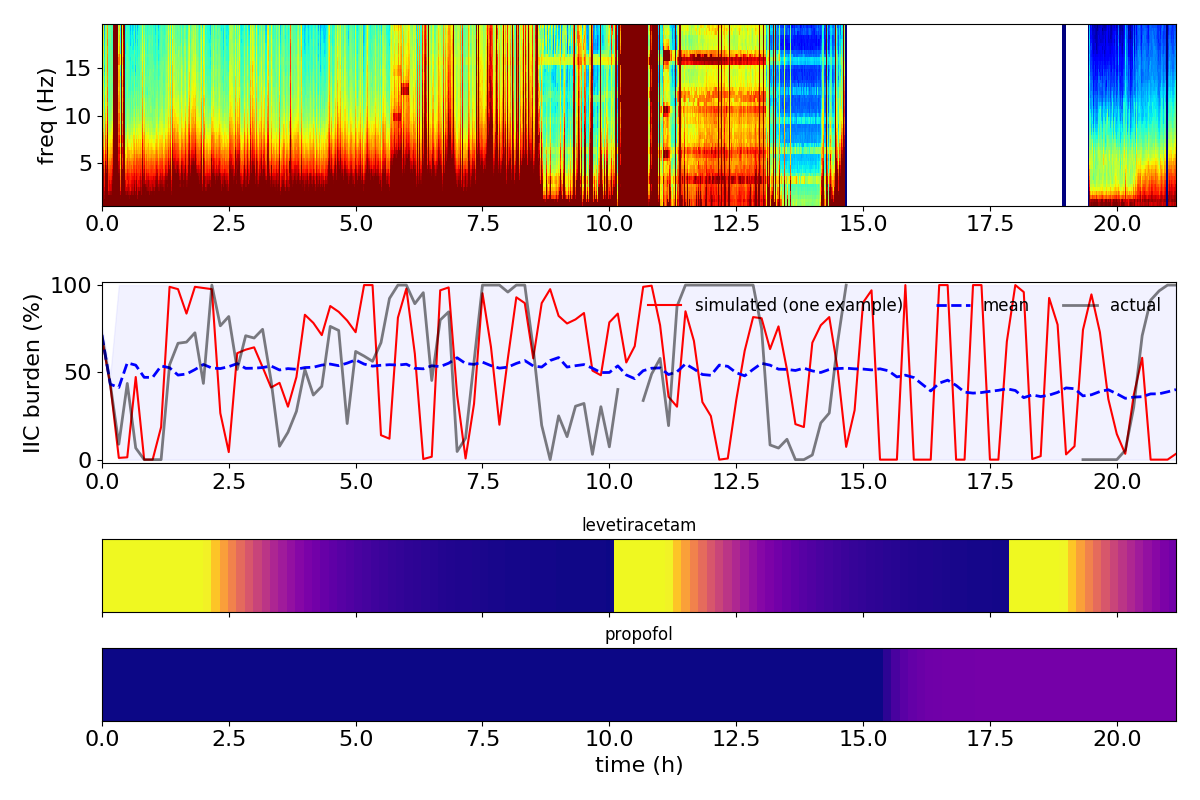 freq (Hz)
15
10
5
0.0 2.5 5.0 7.5 10.0 12.5 15.0 17.5 20.0
IIC burden (%)
100
50
0
simulated (one example) mean actual
0.0 2.5 5.0 7.5 10.0 12.5 15.0 17.5 20.0
levetiracetam
propofol
0.0 2.5 5.0 7.5 10.0 12.5 15.0 17.5 20.0
time (h)